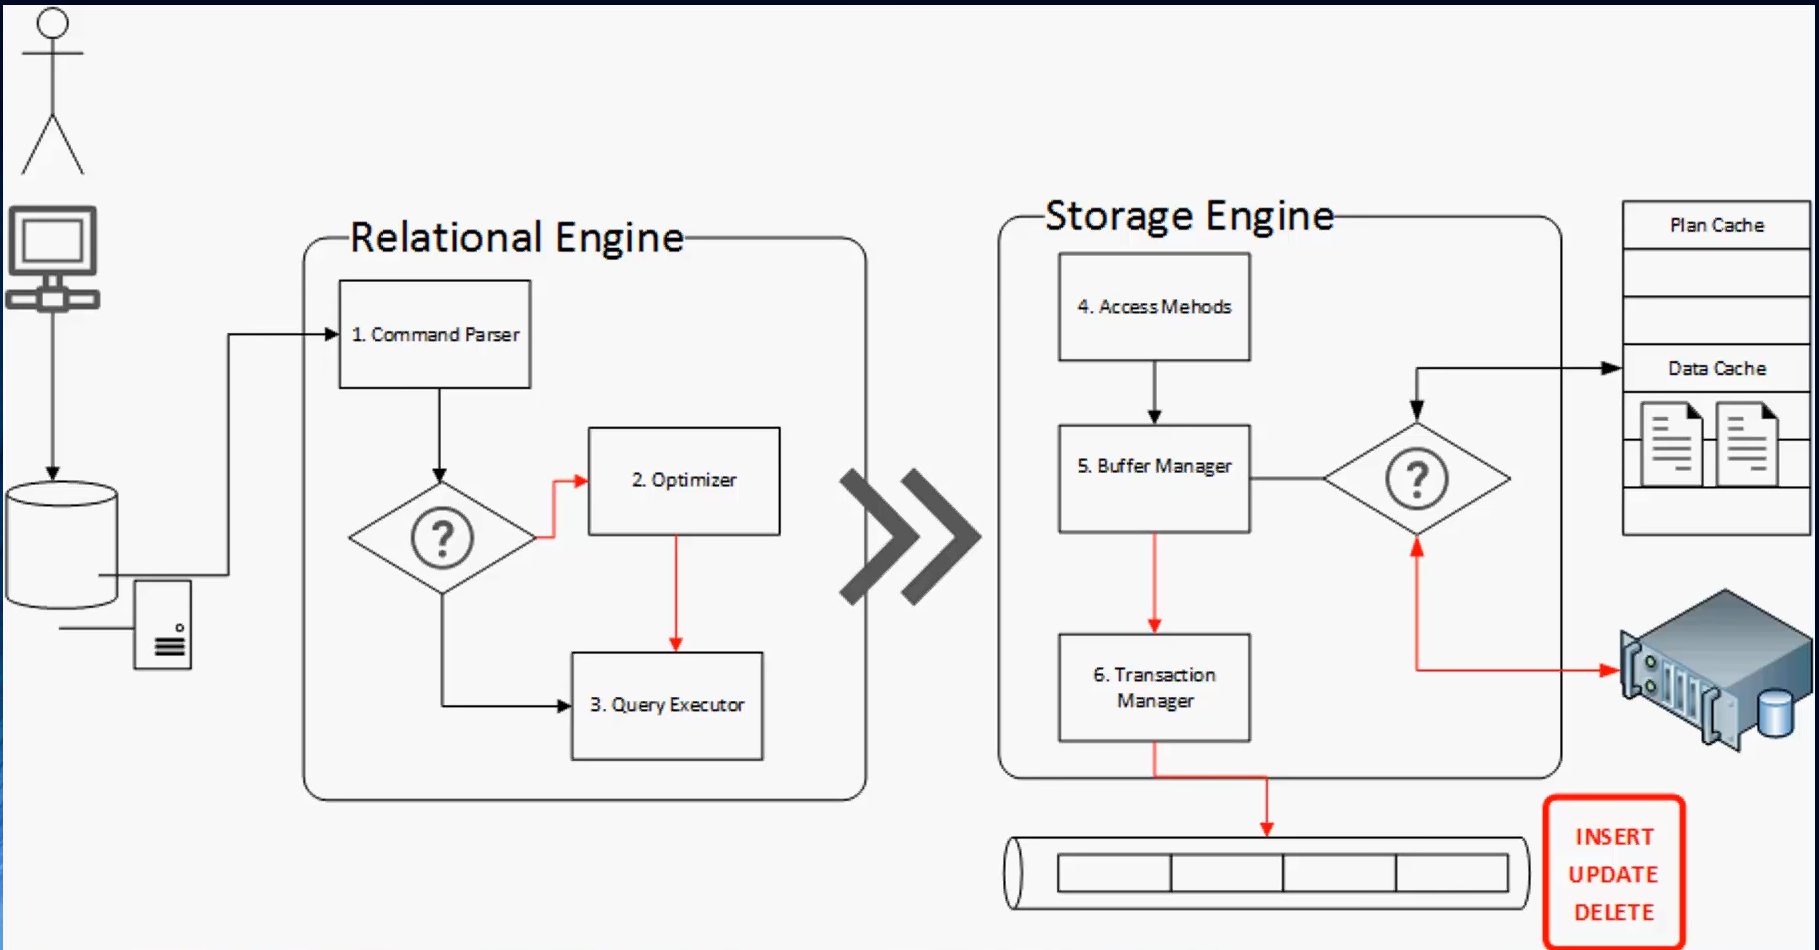 Relational Engine
1. Command Parser
?
2. Optimizer
3. Query Executor
Storage Engine
4. Access Mehods
5. Buffer Manager
?
6. Transaction
Manager
Plan Cache
Data Cache
INSERT
UPDATE
DELETE